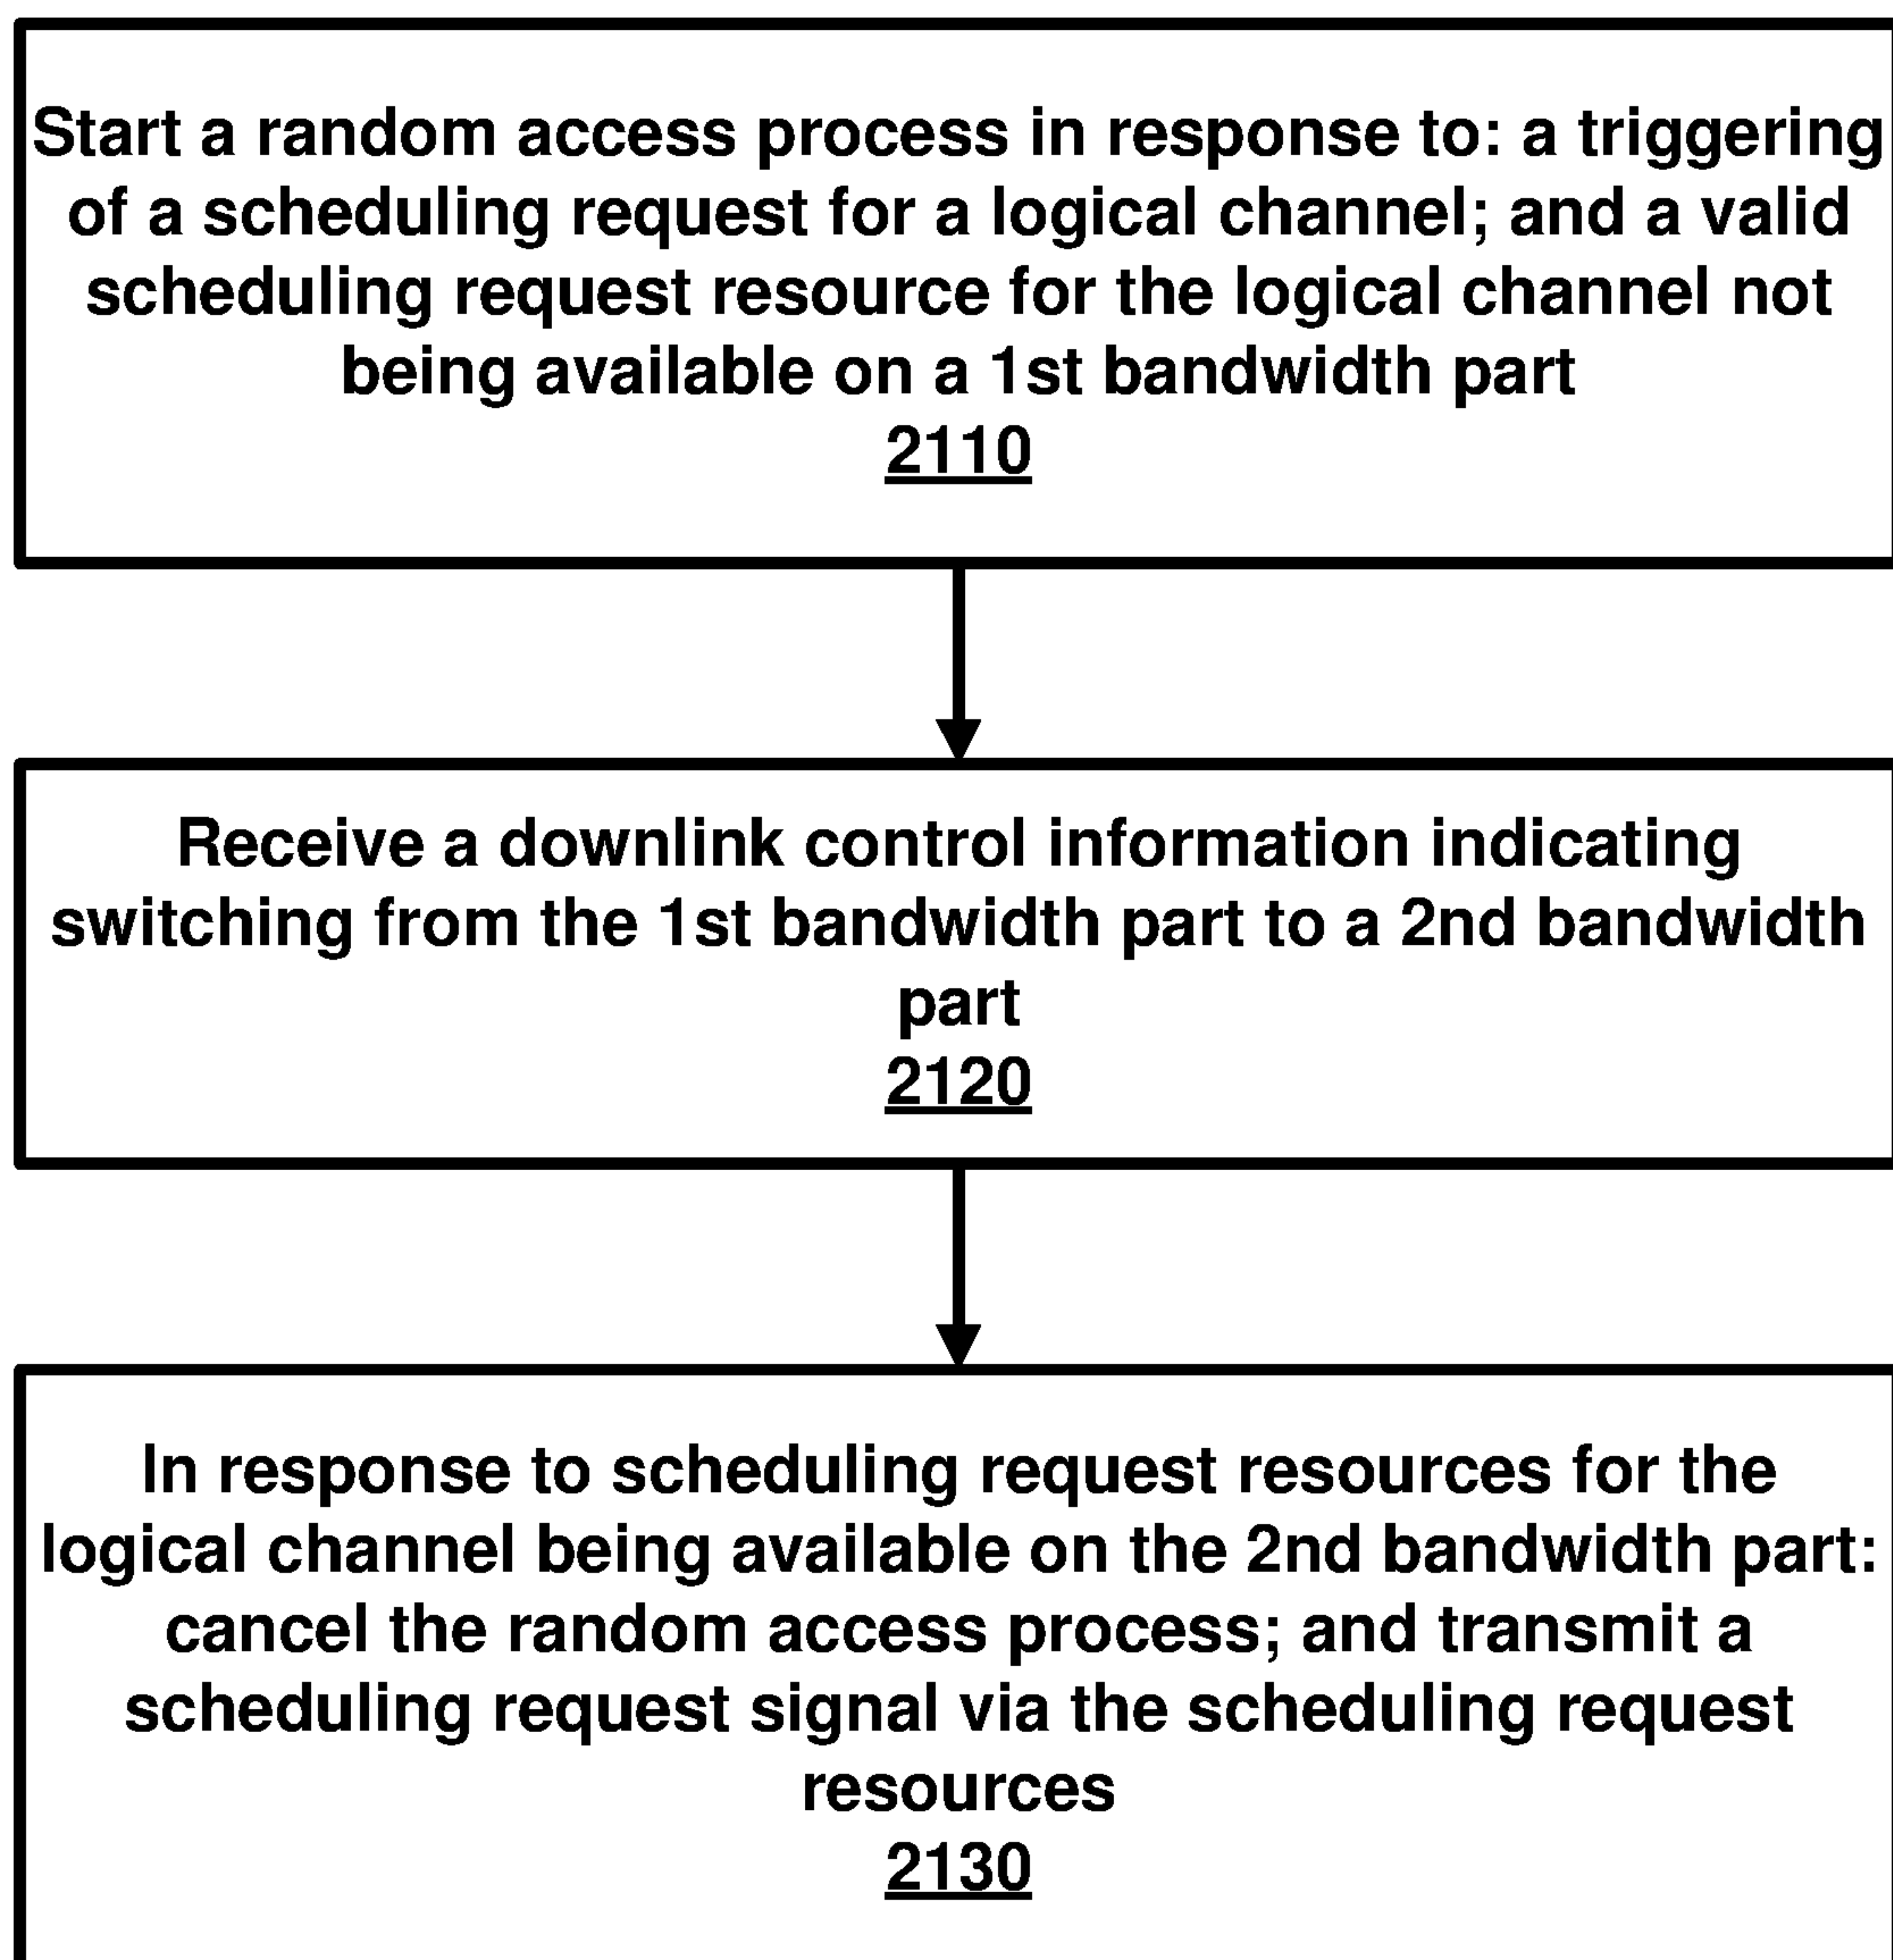 Start a random access process in response to: a triggering
of a scheduling request for a logical channel; and a valid
scheduling request resource for the logical channel not
being available on a 1st bandwidth part
2110
Receive a downlink control information indicating
switching from the 1st bandwidth part to a 2nd bandwidth
part
2120
In response to scheduling request resources for the
logical channel being available on the 2nd bandwidth part:
cancel the random access process; and transmit a
scheduling request signal via the scheduling request
resources
2130